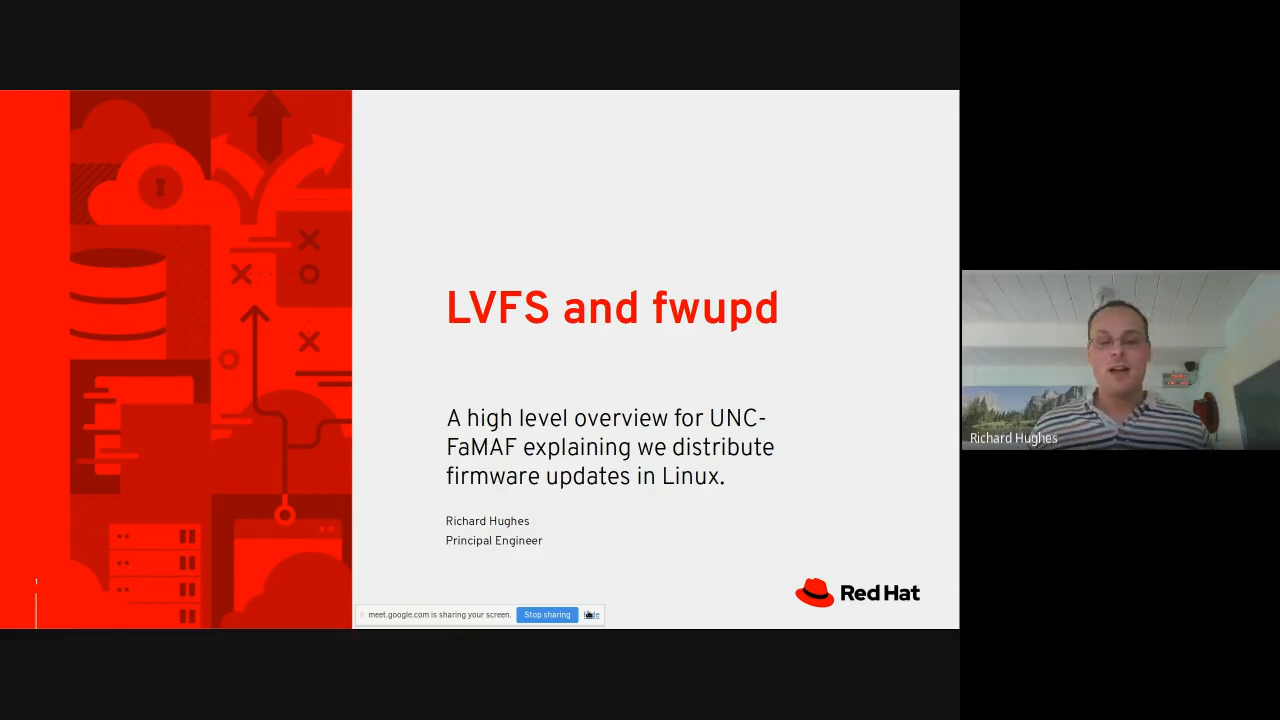 LVFS and fwupd
A high level overview for UNC-
FaMAF explaining we distribute
firmware updates in Linux.
Richard Hughes
Principal Engineer
1
Red Hat
meet.google.com is sharing your screen.
Stop sharing
Richard Hughes